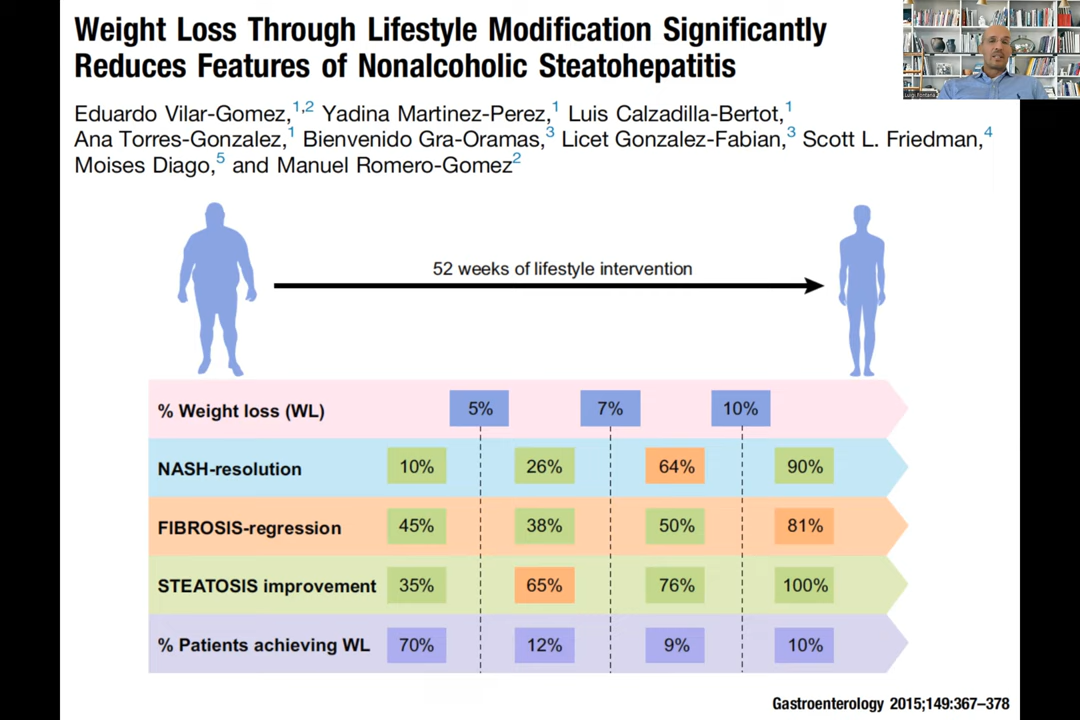 Weight Loss Through Lifestyle Modification Significantly
Reduces Features of Nonalcoholic Steatohepatitis
Eduardo Vilar-Gomez,1,2 Yadina Martinez-Perez,1 Luis Calzadilla-Bertot,1
Ana Torres-Gonzalez,1 Bienvenido Gra-Oramas,3 Licet Gonzalez-Fabian,3 Scott L. Friedman,4
Moises Diago,5 and Manuel Romero-Gomez2
Luigi Fontana
52 weeks of lifestyle intervention
% Weight loss (WL) 5% 7% 10%
NASH-resolution 10% 26% 64% 90%
FIBROSIS-regression 45% 38% 50% 81%
STEATOSIS improvement 35% 65% 76% 100%
% Patients achieving WL 70% 12% 9% 10%
Gastroenterology 2015;149:367–378